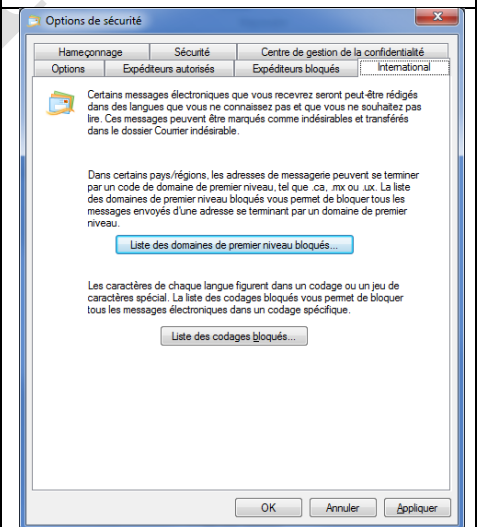 Options de sécurité
Hameçonnage Sécurité Centre de gestion de la confidentialité
Options Expéditeurs autorisés Expéditeurs bloqués International
Certains messages électroniques que vous recevrez seront peut-être rédigés
dans des langues que vous ne connaissez pas et que vous ne souhaitez pas
lire. Ces messages peuvent être marqués comme indésirables et transférés
dans le dossier Courrier indésirable.
Dans certains pays/régions, les adresses de messagerie peuvent se terminer
par un code de domaine de premier niveau, tel que .ca, .mx ou .ux. La liste
des domaines de premier niveau bloqués vous permet de bloquer tous les
messages envoyés d'une adresse se terminant par un domaine de premier
niveau.
Liste des domaines de premier niveau bloqués...
Les caractères de chaque langue figurent dans un codage ou un jeu de
caractères spécial. La liste des codages bloqués vous permet de bloquer
tous les messages électroniques dans un codage spécifique.
Liste des codages bloqués...
OK Annuler Appliquer